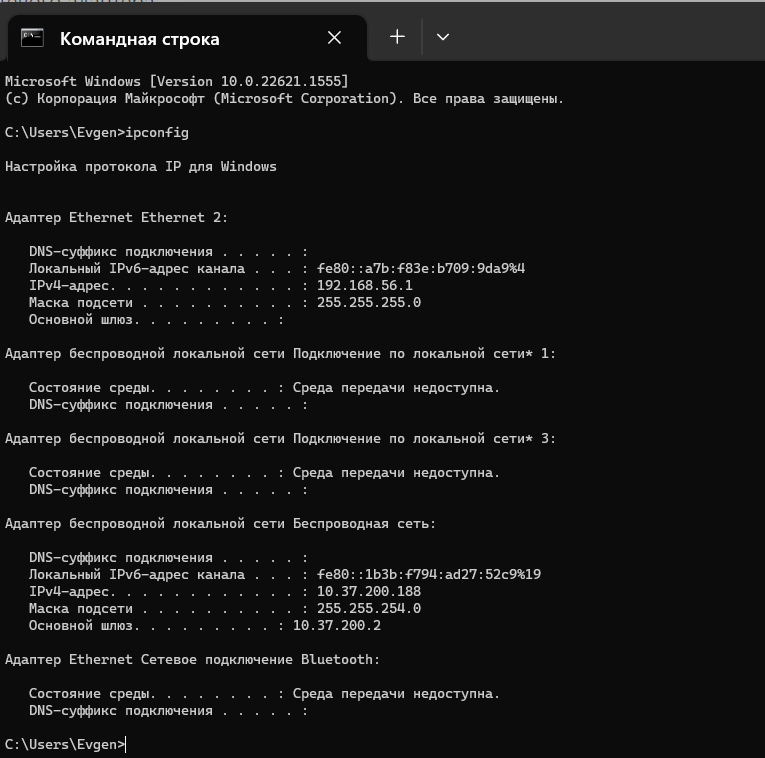 Командная строка
Microsoft Windows [Version 10.0.22621.1555]
(c) Корпорация Майкрософт (Microsoft Corporation). Все права защищены.
C:\Users\Evgen>ipconfig
Настройка протокола IP для Windows
Адаптер Ethernet Ethernet 2:
DNS-суффикс подключения . . . . . :
Локальный IPv6-адрес канала . . . : fe80::a7b:f83e:b709:9da9%4
IPv4-адрес. . . . . . . . . . . . : 192.168.56.1
Маска подсети . . . . . . . . . . : 255.255.255.0
Основной шлюз. . . . . . . . . :
Адаптер беспроводной локальной сети Подключение по локальной сети* 1:
Состояние среды. . . . . . . . : Среда передачи недоступна.
DNS-суффикс подключения . . . . . :
Адаптер беспроводной локальной сети Подключение по локальной сети* 3:
Состояние среды. . . . . . . . : Среда передачи недоступна.
DNS-суффикс подключения . . . . . :
Адаптер беспроводной локальной сети Беспроводная сеть:
DNS-суффикс подключения . . . . . :
Локальный IPv6-адрес канала . . . : fe80::1b3b:f794:ad27:52c9%19
IPv4-адрес. . . . . . . . . . . . : 10.37.200.188
Маска подсети . . . . . . . . . . : 255.255.254.0
Основной шлюз. . . . . . . . . : 10.37.200.2
Адаптер Ethernet Сетевое подключение Bluetooth:
Состояние среды. . . . . . . . : Среда передачи недоступна.
DNS-суффикс подключения . . . . . :
C:\Users\Evgen>